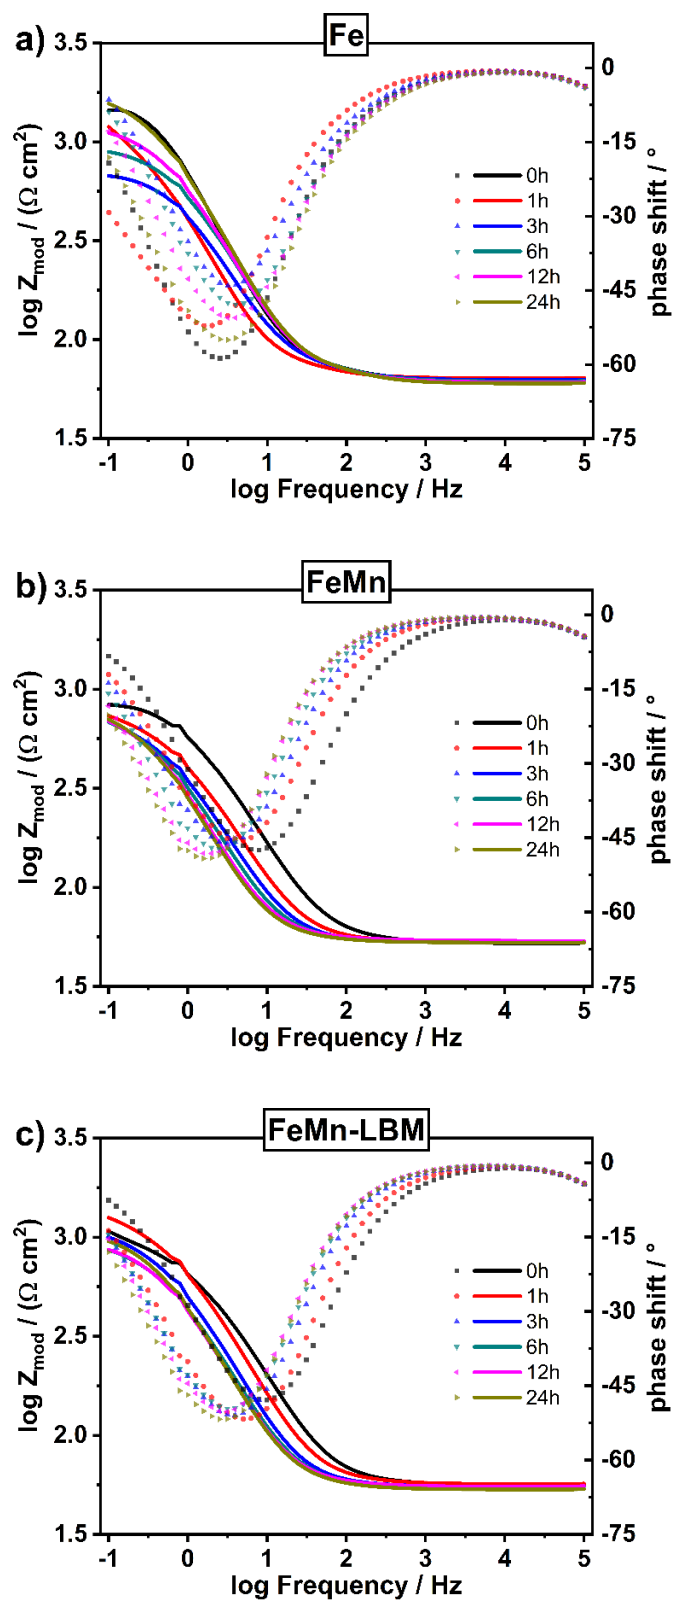 a)
Fe
3.5
3.0
2.5
2.0
1.5
log Z_mod / (Ω cm²)
0
-15
-30
-45
-60
-75
phase shift / °
0h
1h
3h
6h
12h
24h
-1 0 1 2 3 4 5
log Frequency / Hz
b)
FeMn
3.5
3.0
2.5
2.0
1.5
log Z_mod / (Ω cm²)
0
-15
-30
-45
-60
-75
phase shift / °
0h
1h
3h
6h
12h
24h
-1 0 1 2 3 4 5
log Frequency / Hz
c)
FeMn-LBM
3.5
3.0
2.5
2.0
1.5
log Z_mod / (Ω cm²)
0
-15
-30
-45
-60
-75
phase shift / °
0h
1h
3h
6h
12h
24h
-1 0 1 2 3 4 5
log Frequency / Hz